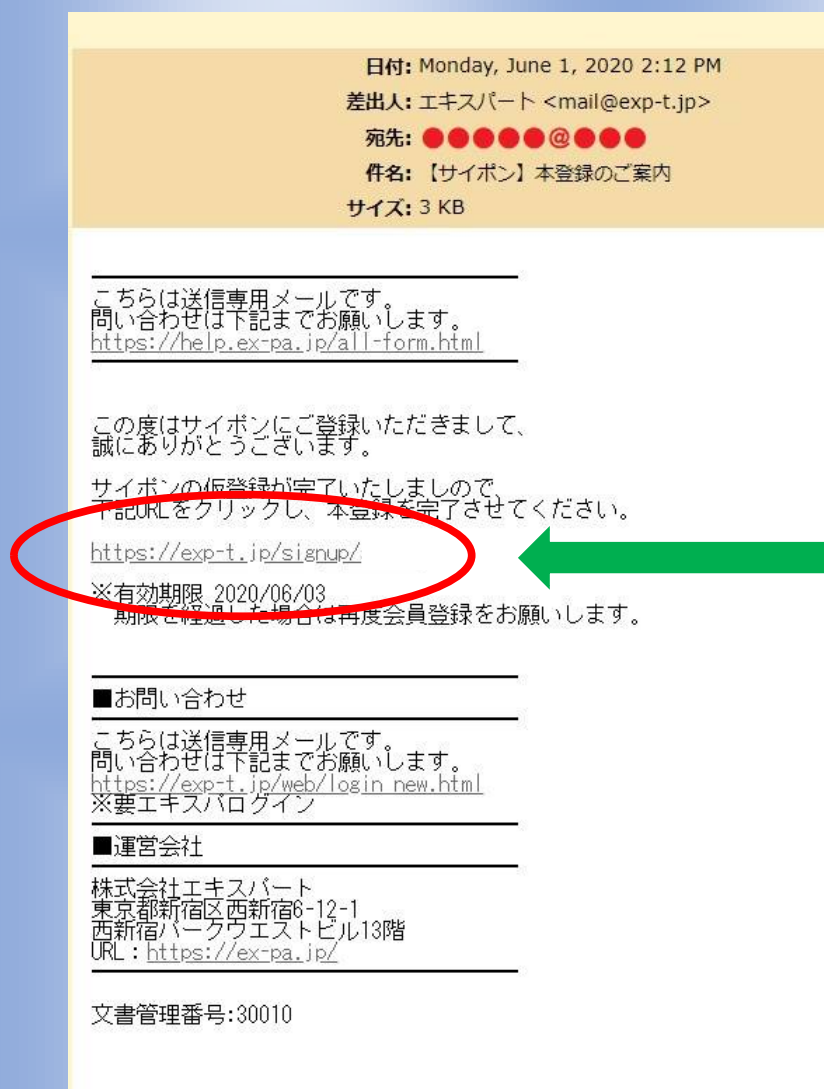 日付: Monday, June 1, 2020 2:12 PM
差出人: エキスパート <mail@exp-t.jp>
宛先: ●●●●●@●●●
件名: 【サイポン】本登録のご案内
サイズ: 3 KB
こちらは送信専用メールです。
問い合わせは下記までお願いします。
https://help.ex-pa.jp/all-form.html
この度はサイポンにご登録いただきまして、
誠にありがとうございます。
サイポンの仮登録が完了いたしましので、
下記URLをクリックし、本登録を完了させてください。
https://exp-t.jp/signup/
※有効期限 2020/06/03
期限を経過した場合は再度会員登録をお願いします。
■お問い合わせ
こちらは送信専用メールです。
問い合わせは下記までお願いします。
https://exp-t.jp/web/login_new.html
※要エキスパログイン
■運営会社
株式会社エキスパート
東京都新宿区西新宿6-12-1
西新宿パークウエストビル13階
URL：https://ex-pa.jp/
文書管理番号:30010